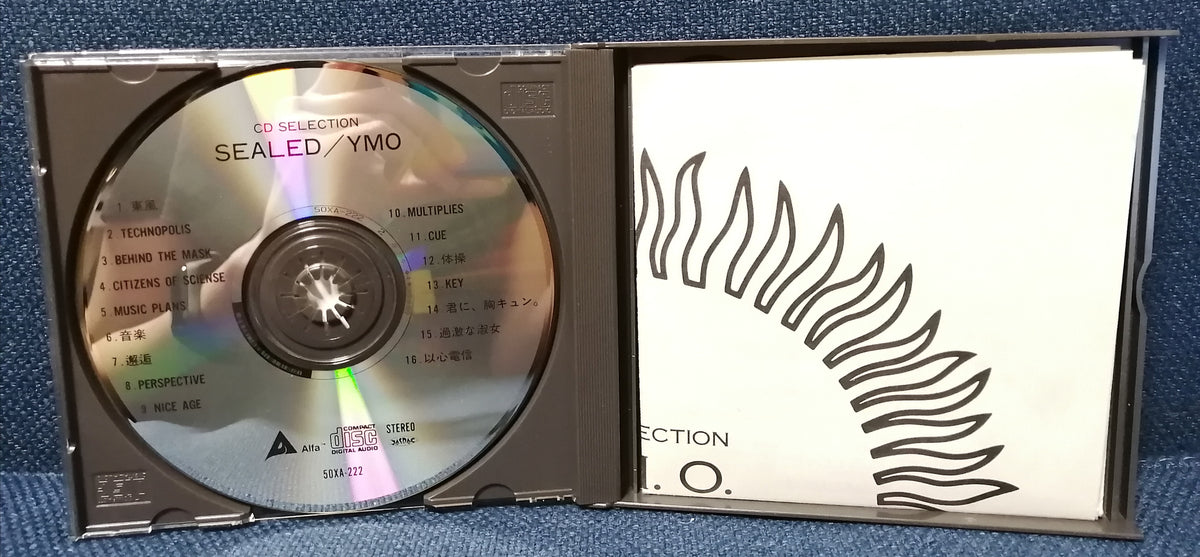 CD SELECTION
SEALED/YMO
1.東風
2.TECHNOPOLIS
3.BEHIND THE MASK
4.CITIZENS OF SCIENSE
5.MUSIC PLANS
6.音楽
7.邂逅
8.PERSPECTIVE
9 NICE AGE
50XA-222
10.MULTIPLIES
11.CUE
12.体操
13.KEY
14.君に、胸キュン。
15.過激な淑女
16.以心電信
Alfa
COMPACT
disc
DIGITAL AUDIO
STEREO
50XA-222
ECTION
. O.